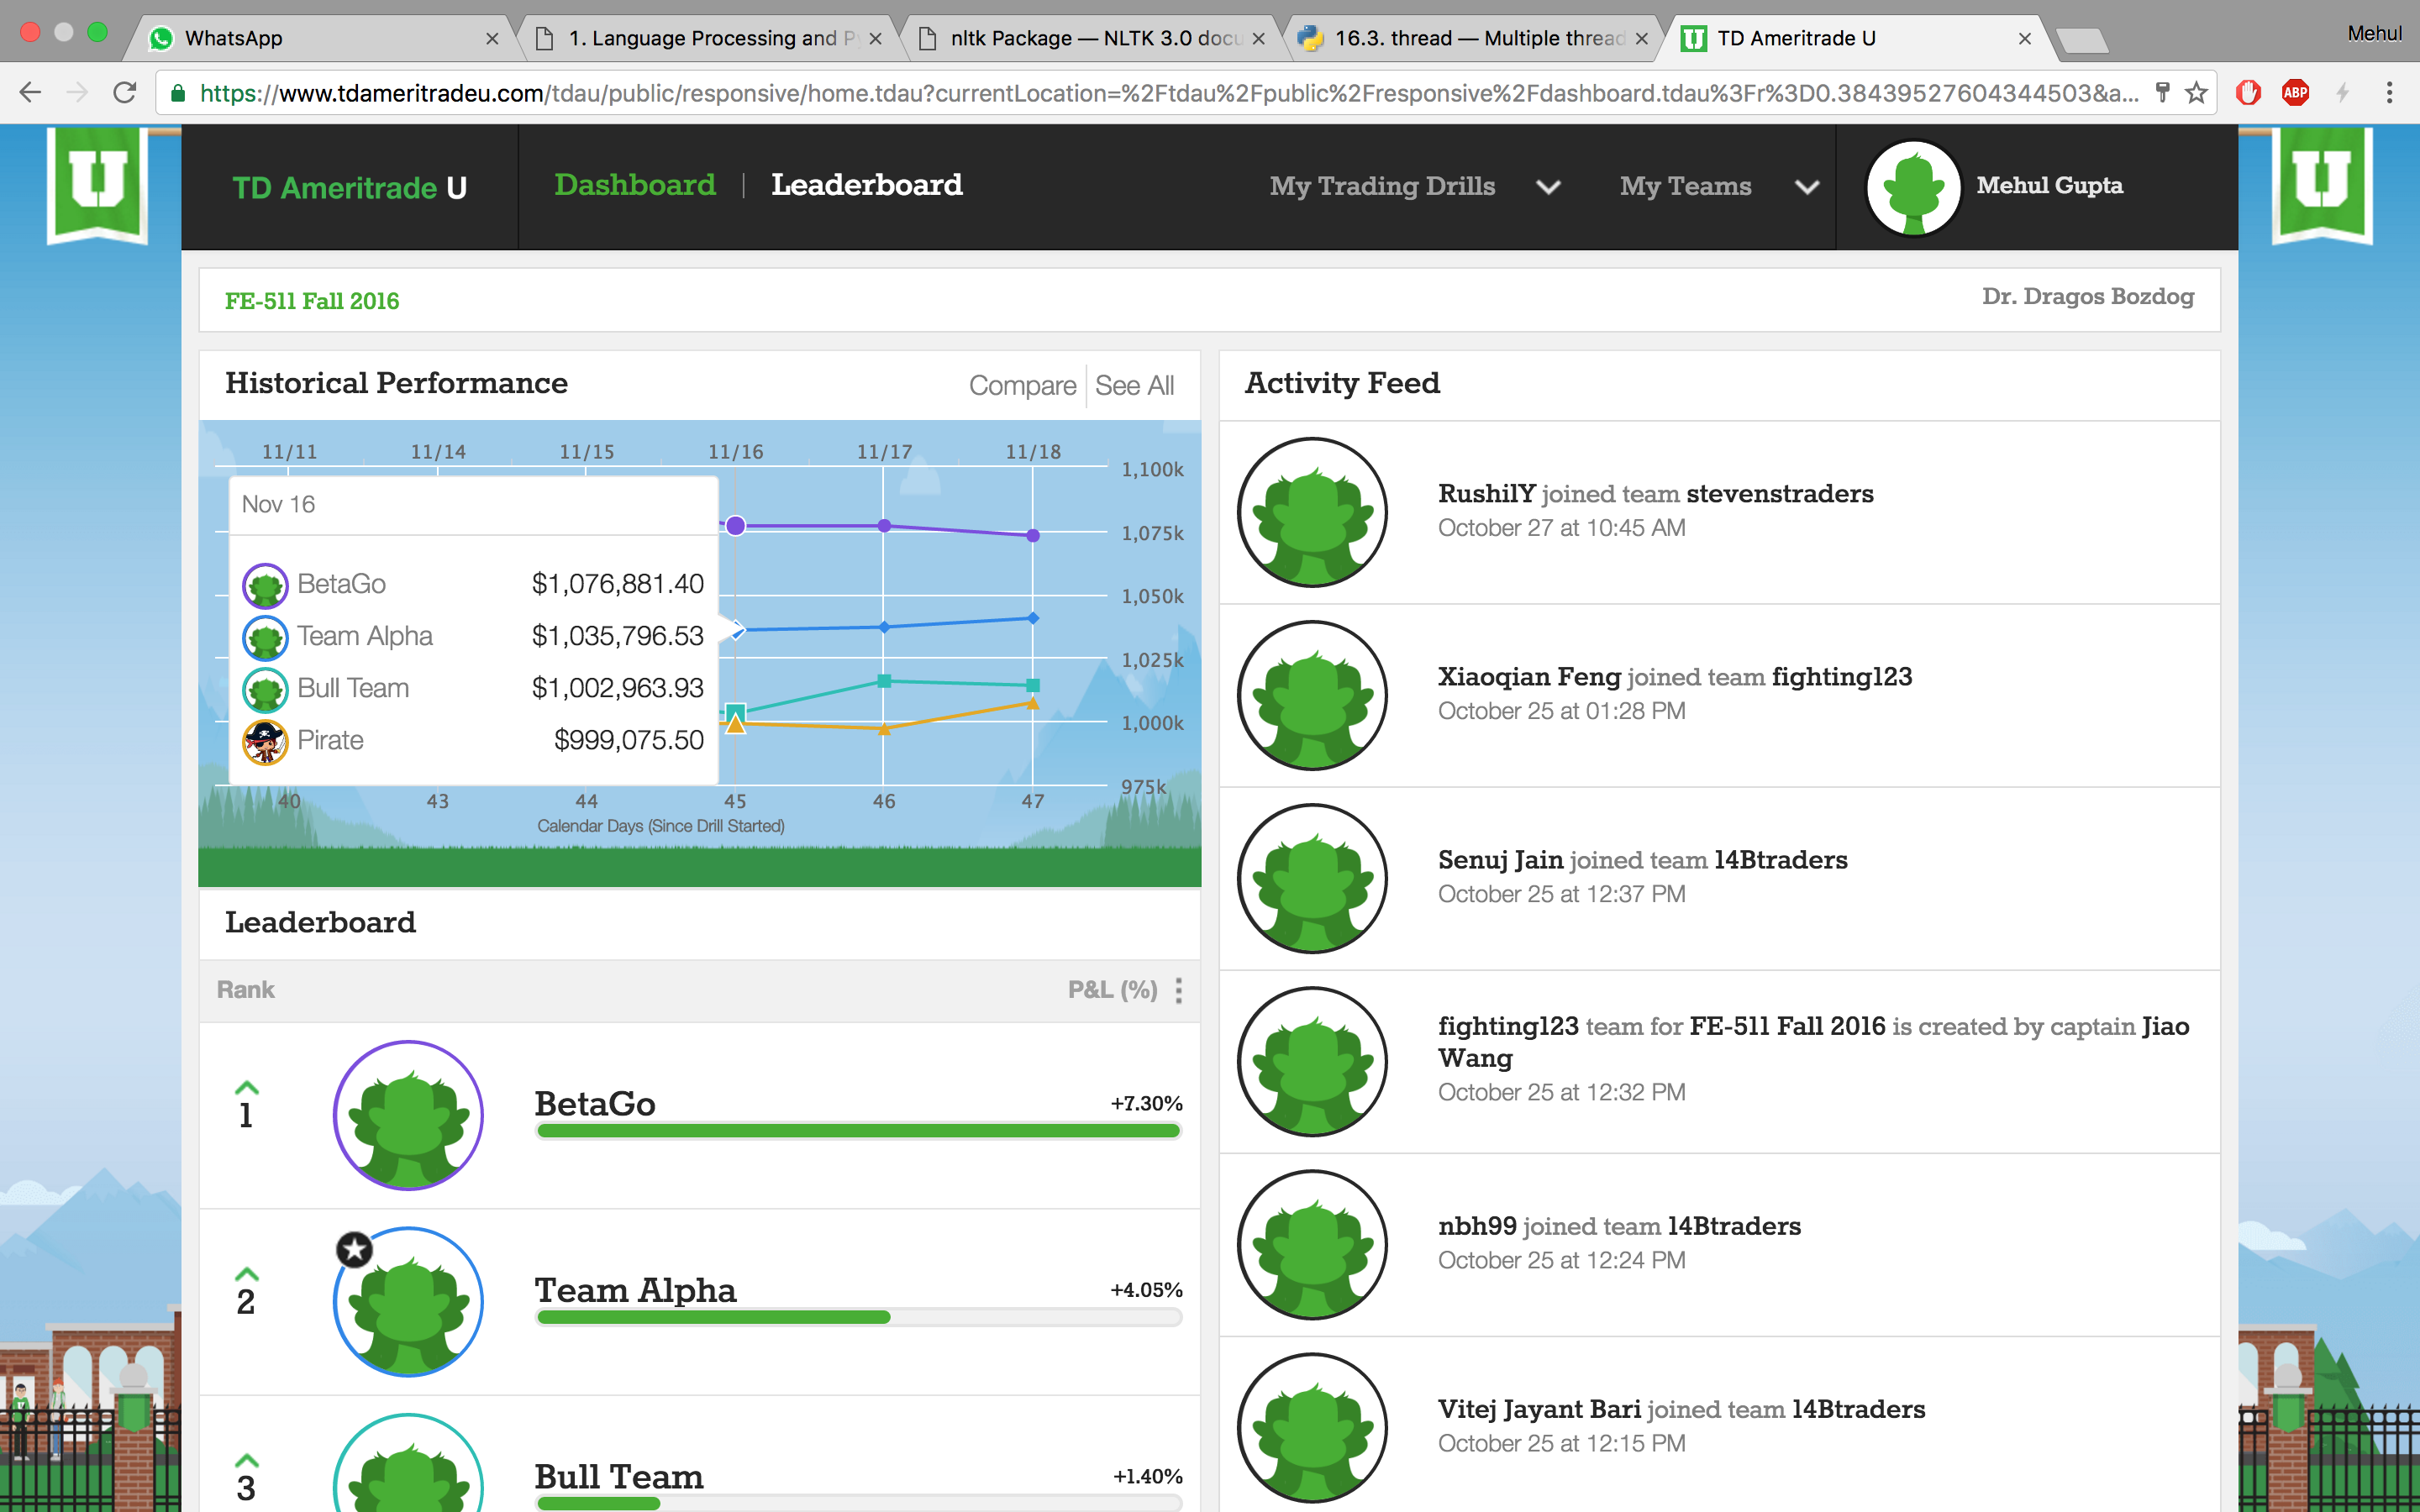 WhatsApp
1. Language Processing and Py
nltk Package — NLTK 3.0 docu
16.3. thread — Multiple thread
TD Ameritrade U
Mehul
https://www.tdameritradeu.com/tdau/public/responsive/home.tdau?currentLocation=%2Ftdau%2Fpublic%2Fresponsive%2Fdashboard.tdau%3Fr%3D0.38439527604344503&a...
ABP
U
U
TD Ameritrade U
Dashboard | Leaderboard
My Trading Drills
My Teams
Mehul Gupta
FE-511 Fall 2016
Dr. Dragos Bozdog
Historical Performance
Compare
See All
11/11 11/14 11/15 11/16 11/17 11/18
1,100k
1,075k
1,050k
1,025k
1,000k
975k
Nov 16
BetaGo $1,076,881.40
Team Alpha $1,035,796.53
Bull Team $1,002,963.93
Pirate $999,075.50
40 43 44 45 46 47
Calendar Days (Since Drill Started)
Leaderboard
Rank P&L (%)
1 BetaGo +7.30%
2 Team Alpha +4.05%
3 Bull Team +1.40%
Activity Feed
RushilY joined team stevenstraders
October 27 at 10:45 AM
Xiaoqian Feng joined team fighting123
October 25 at 01:28 PM
Senuj Jain joined team 14Btraders
October 25 at 12:37 PM
fighting123 team for FE-511 Fall 2016 is created by captain Jiao
Wang
October 25 at 12:32 PM
nbh99 joined team 14Btraders
October 25 at 12:24 PM
Vitej Jayant Bari joined team 14Btraders
October 25 at 12:15 PM